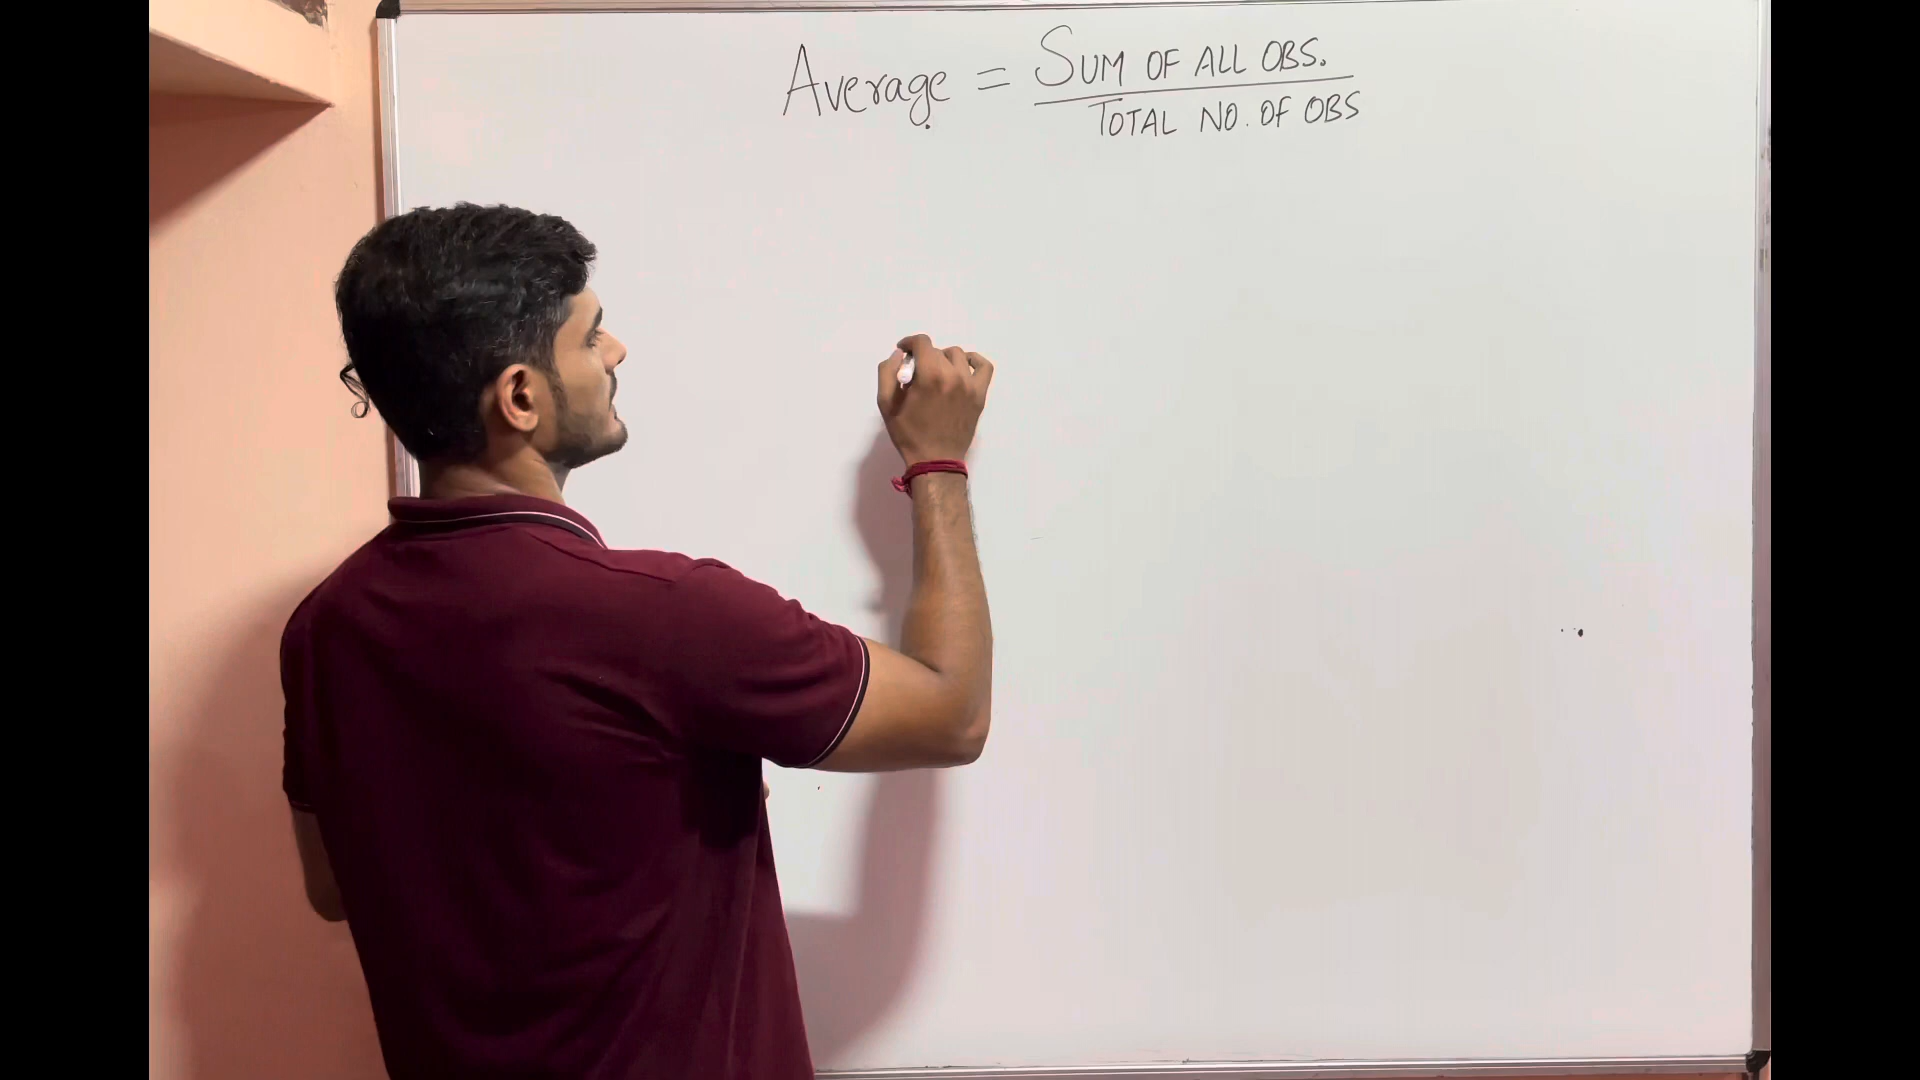 Average = SUM OF ALL OBS.
TOTAL NO. OF OBS